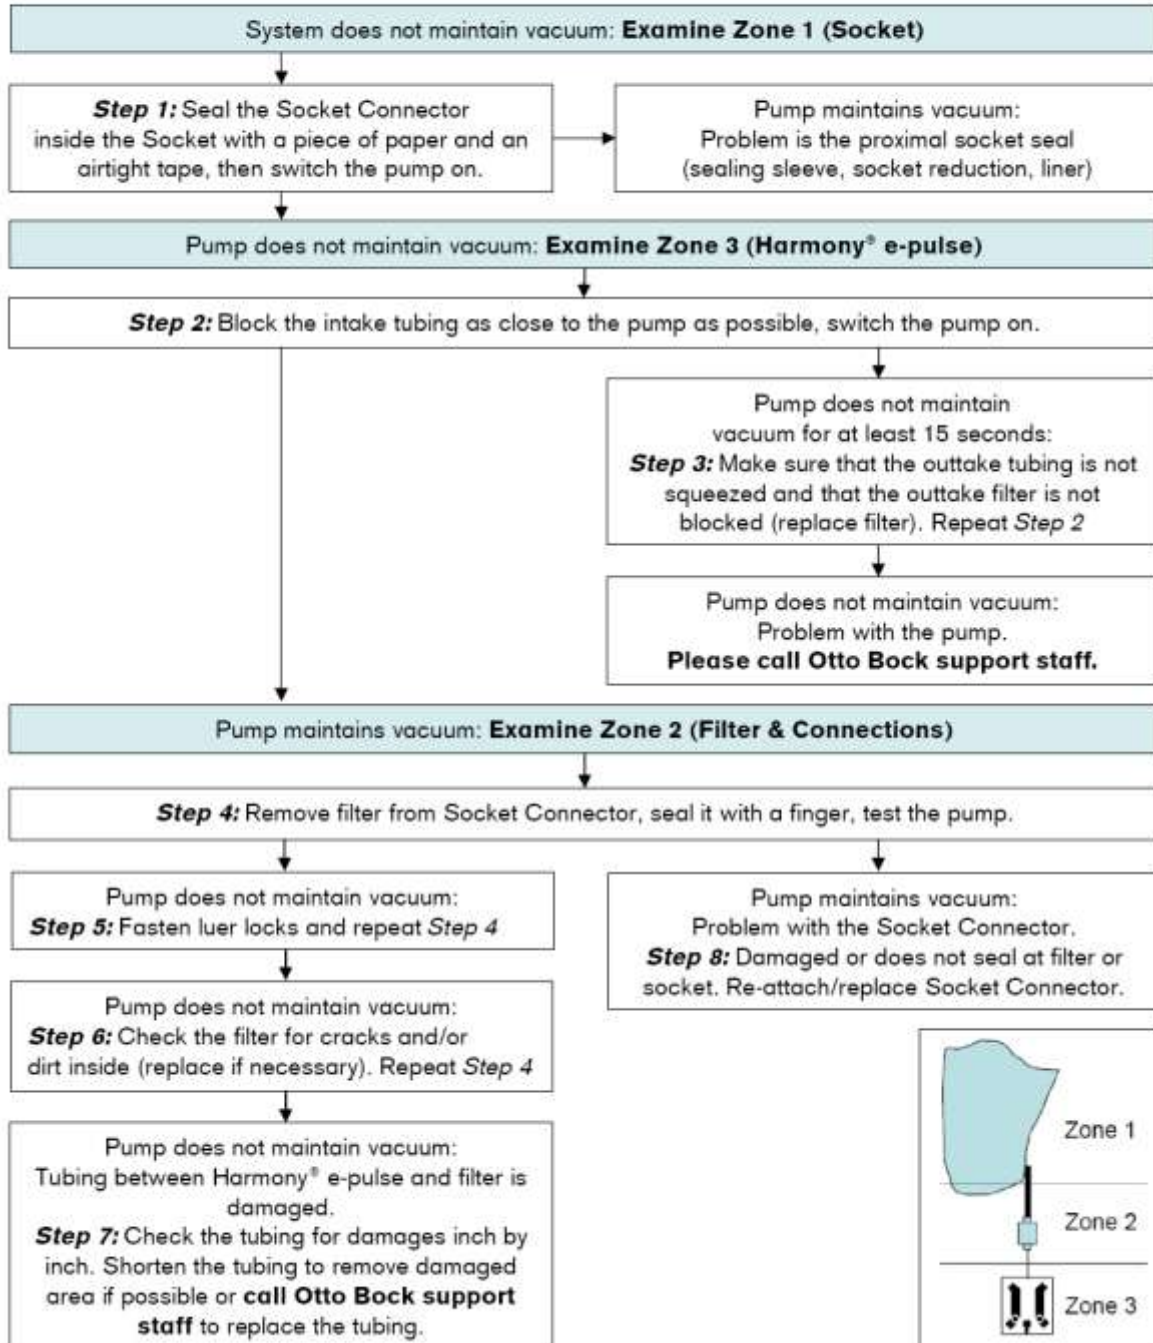 System does not maintain vacuum: Examine Zone 1 (Socket)
Step 1: Seal the Socket Connector
inside the Socket with a piece of paper and an
airtight tape, then switch the pump on.
Pump maintains vacuum:
Problem is the proximal socket seal
(sealing sleeve, socket reduction, liner)
Pump does not maintain vacuum: Examine Zone 3 (Harmony® e-pulse)
Step 2: Block the intake tubing as close to the pump as possible, switch the pump on.
Pump does not maintain
vacuum for at least 15 seconds:
Step 3: Make sure that the outtake tubing is not
squeezed and that the outtake filter is not
blocked (replace filter). Repeat Step 2
Pump does not maintain vacuum:
Problem with the pump.
Please call Otto Bock support staff.
Pump maintains vacuum: Examine Zone 2 (Filter & Connections)
Step 4: Remove filter from Socket Connector, seal it with a finger, test the pump.
Pump does not maintain vacuum:
Step 5: Fasten luer locks and repeat Step 4
Pump does not maintain vacuum:
Step 6: Check the filter for cracks and/or
dirt inside (replace if necessary). Repeat Step 4
Pump does not maintain vacuum:
Tubing between Harmony® e-pulse and filter is
damaged.
Step 7: Check the tubing for damages inch by
inch. Shorten the tubing to remove damaged
area if possible or call Otto Bock support
staff to replace the tubing.
Pump maintains vacuum:
Problem with the Socket Connector.
Step 8: Damaged or does not seal at filter or
socket. Re-attach/replace Socket Connector.
Zone 1
Zone 2
Zone 3